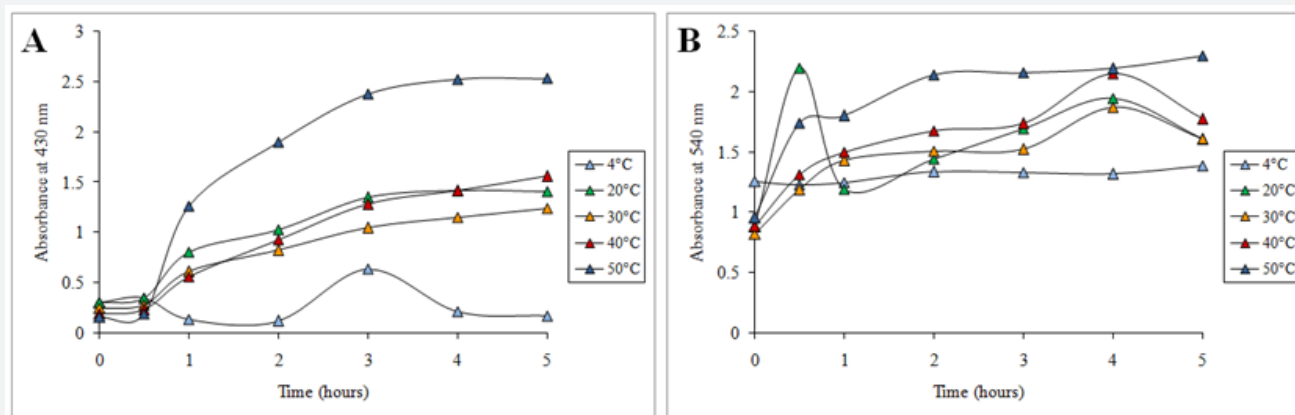 A
Absorbance at 430 nm
3
2.5
2
1.5
1
0.5
0
0 1 2 3 4 5
Time (hours)
4°C
20°C
30°C
40°C
50°C
B
Absorbance at 540 nm
2.5
2
1.5
1
0.5
0
0 1 2 3 4 5
Time (hours)
4°C
20°C
30°C
40°C
50°C